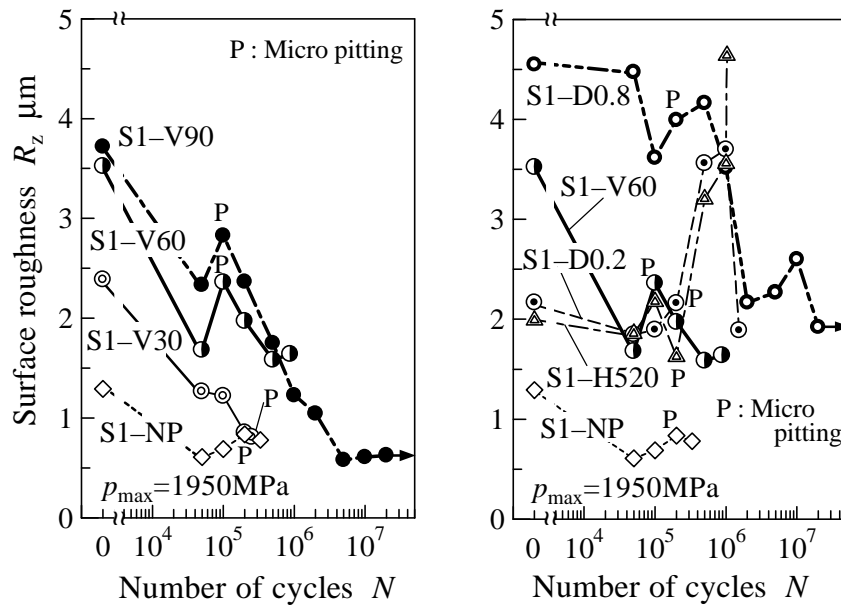 Surface roughness Rz μm
5
4
3
2
1
0
P : Micro pitting
S1–V90
S1–V60
S1–V30
S1–NP
P
P
P
P
pmax=1950MPa
0 10^4 10^5 10^6 10^7
Number of cycles N
5
4
3
2
1
0
S1–D0.8
P
S1–V60
S1–D0.2
P
P
S1–H520
P
S1–NP
P
P : Micro
pitting
pmax=1950MPa
0 10^4 10^5 10^6 10^7
Number of cycles N